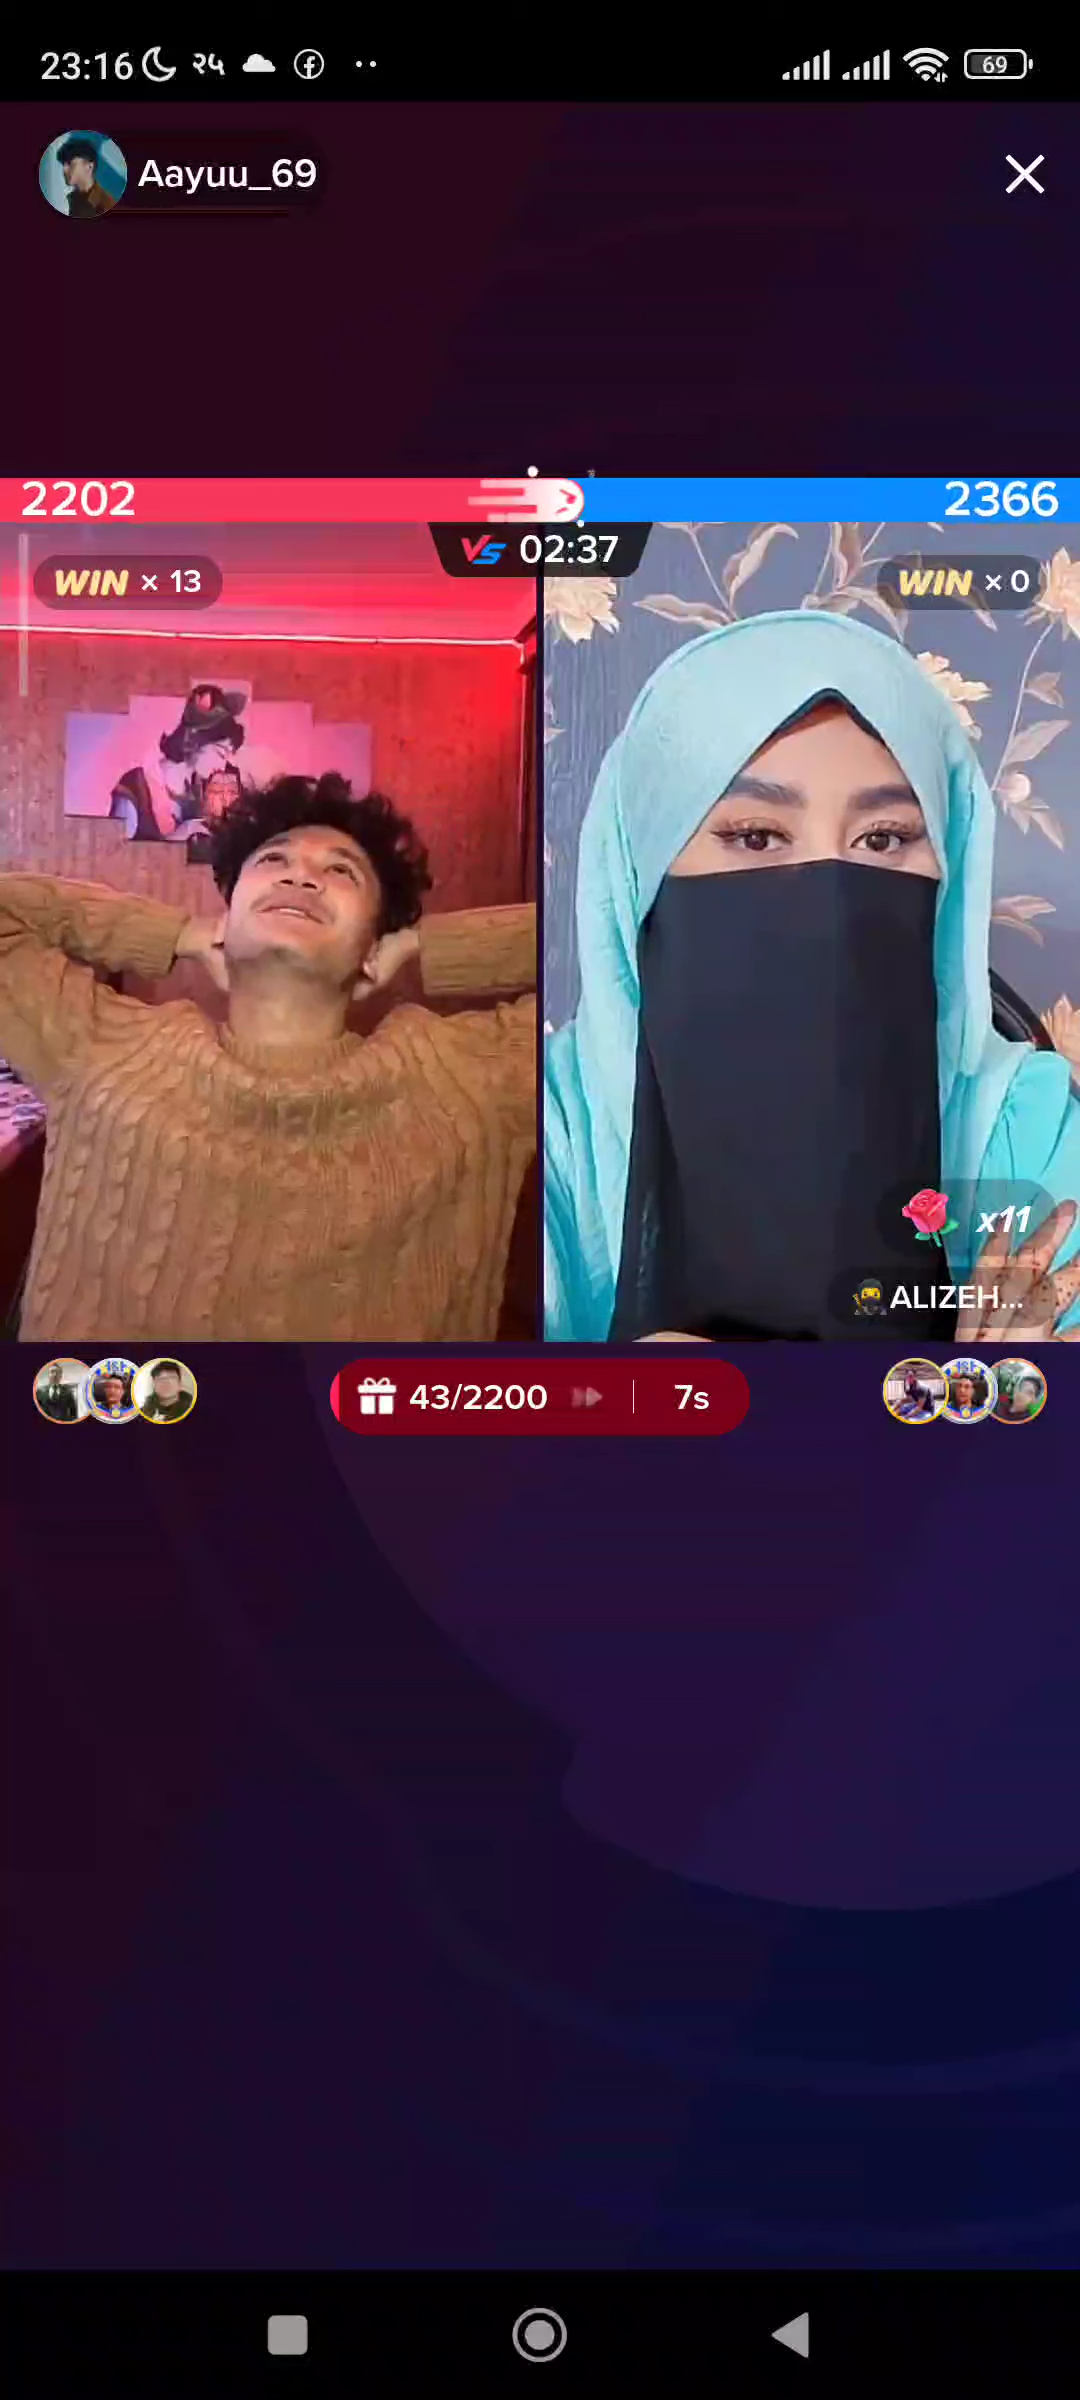 23:16 २५
69
Aayuu_69
2202 2366
VS 02:37
WIN × 13 WIN × 0
x11
ALIZEH...
43/2200 7s